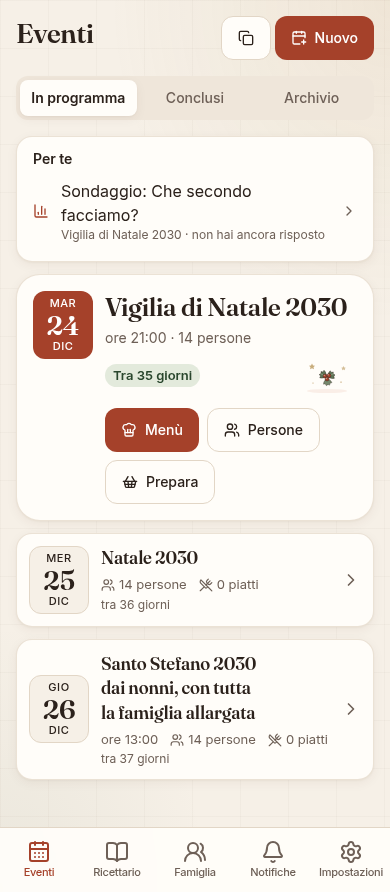 Eventi
Nuovo
In programma
Conclusi
Archivio
Per te
Sondaggio: Che secondo
facciamo?
Vigilia di Natale 2030 · non hai ancora risposto
MAR
24
DIC
Vigilia di Natale 2030
ore 21:00 · 14 persone
Tra 35 giorni
Menù
Persone
Prepara
MER
25
DIC
Natale 2030
14 persone
0 piatti
tra 36 giorni
GIO
26
DIC
Santo Stefano 2030
dai nonni, con tutta
la famiglia allargata
ore 13:00
14 persone
0 piatti
tra 37 giorni
Eventi
Ricettario
Famiglia
Notifiche
Impostazioni